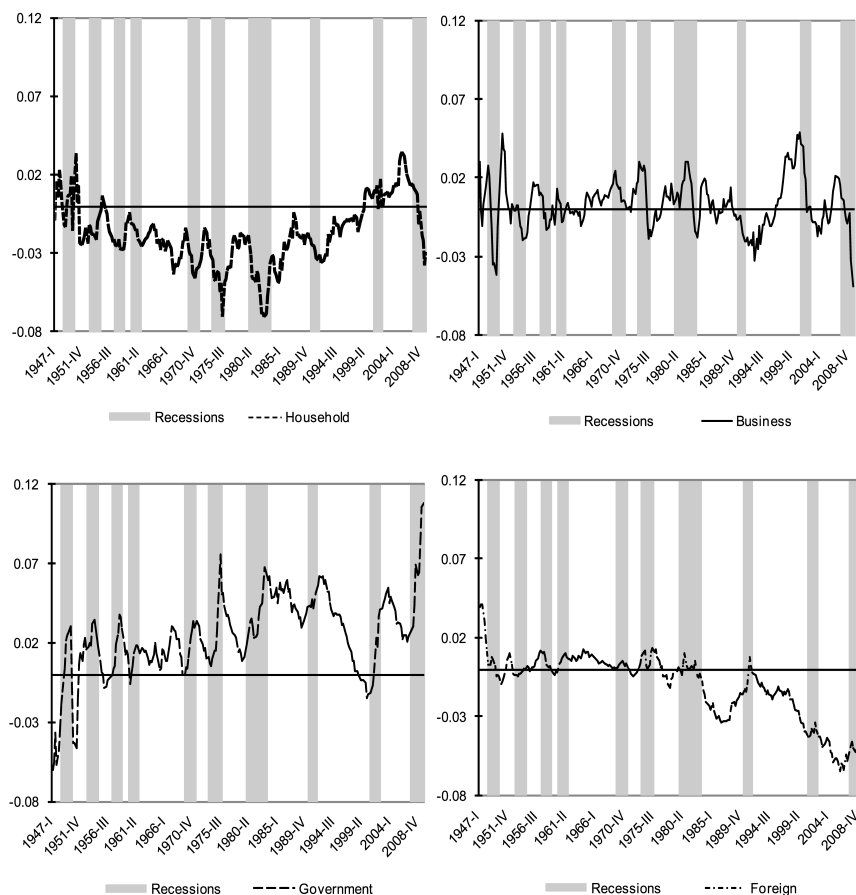 0.12
0.07
0.02
-0.03
-0.08
1947-I
1951-IV
1956-III
1961-II
1966-I
1970-IV
1975-III
1980-II
1985-I
1989-IV
1994-III
1999-II
2004-I
2008-IV
Recessions Household
0.12
0.07
0.02
-0.03
-0.08
1947-I
1951-IV
1956-III
1961-II
1966-I
1970-IV
1975-III
1980-II
1985-I
1989-IV
1994-III
1999-II
2004-I
2008-IV
Recessions Business
0.12
0.07
0.02
-0.03
-0.08
1947-I
1951-IV
1956-III
1961-II
1966-I
1970-IV
1975-III
1980-II
1985-I
1989-IV
1994-III
1999-II
2004-I
2008-IV
Recessions Government
0.12
0.07
0.02
-0.03
-0.08
1947-I
1951-IV
1956-III
1961-II
1966-I
1970-IV
1975-III
1980-II
1985-I
1989-IV
1994-III
1999-II
2004-I
2008-IV
Recessions Foreign